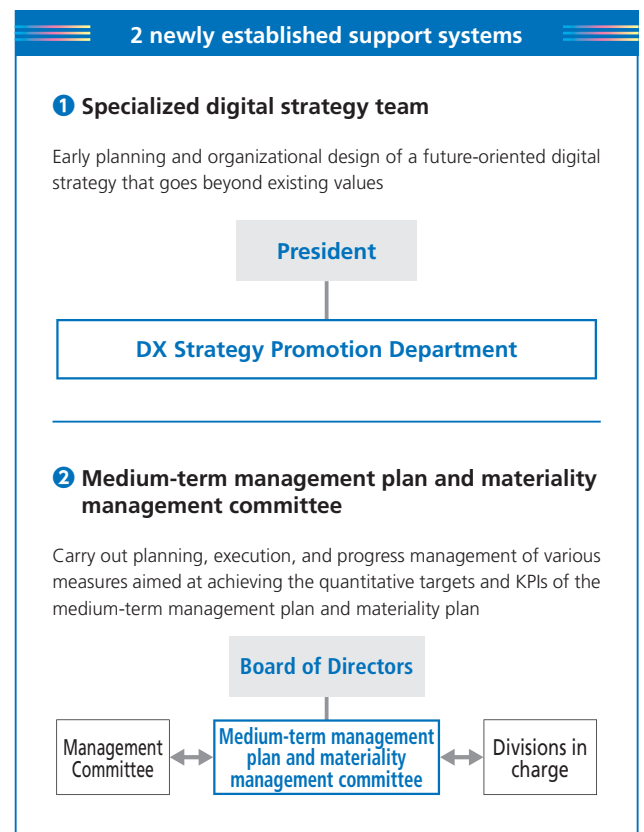 2 newly established support systems
❶ Specialized digital strategy team
Early planning and organizational design of a future-oriented digital
strategy that goes beyond existing values
President
DX Strategy Promotion Department
❷ Medium-term management plan and materiality
management committee
Carry out planning, execution, and progress management of various
measures aimed at achieving the quantitative targets and KPIs of the
medium-term management plan and materiality plan
Board of Directors
Management
Committee
Medium-term management
plan and materiality
management committee
Divisions in
charge